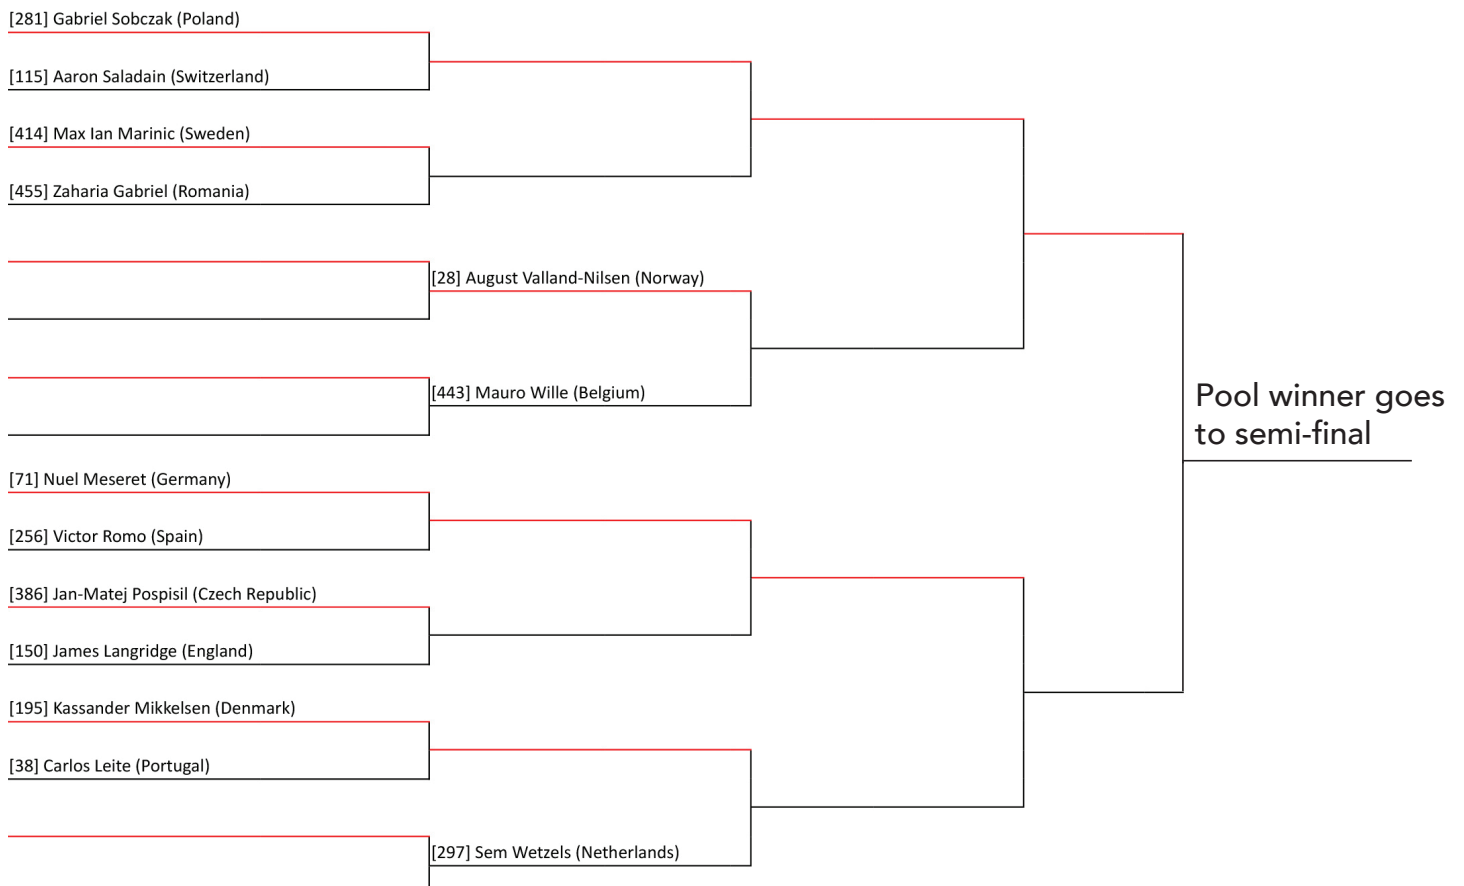 [281] Gabriel Sobczak (Poland)
[115] Aaron Saladain (Switzerland)
[414] Max Ian Marinic (Sweden)
[455] Zaharia Gabriel (Romania)
[28] August Valland-Nilsen (Norway)
[443] Mauro Wille (Belgium)
[71] Nuel Meseret (Germany)
[256] Victor Romo (Spain)
[386] Jan-Matej Pospisil (Czech Republic)
[150] James Langridge (England)
[195] Kassander Mikkelsen (Denmark)
[38] Carlos Leite (Portugal)
[297] Sem Wetzels (Netherlands)
Pool winner goes
to semi-final